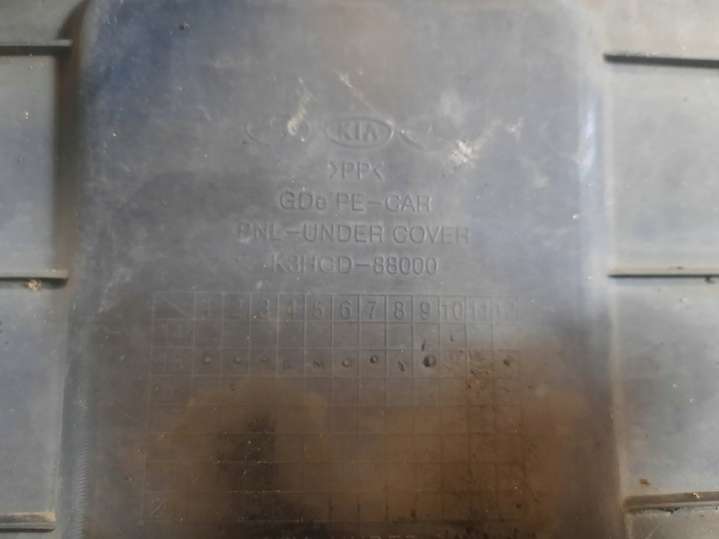 KIA
>PP<
GDe PE-CAR
PNL-UNDER COVER
K3HGD-88000
1 2 3 4 5 6 7 8 9 10 11 12